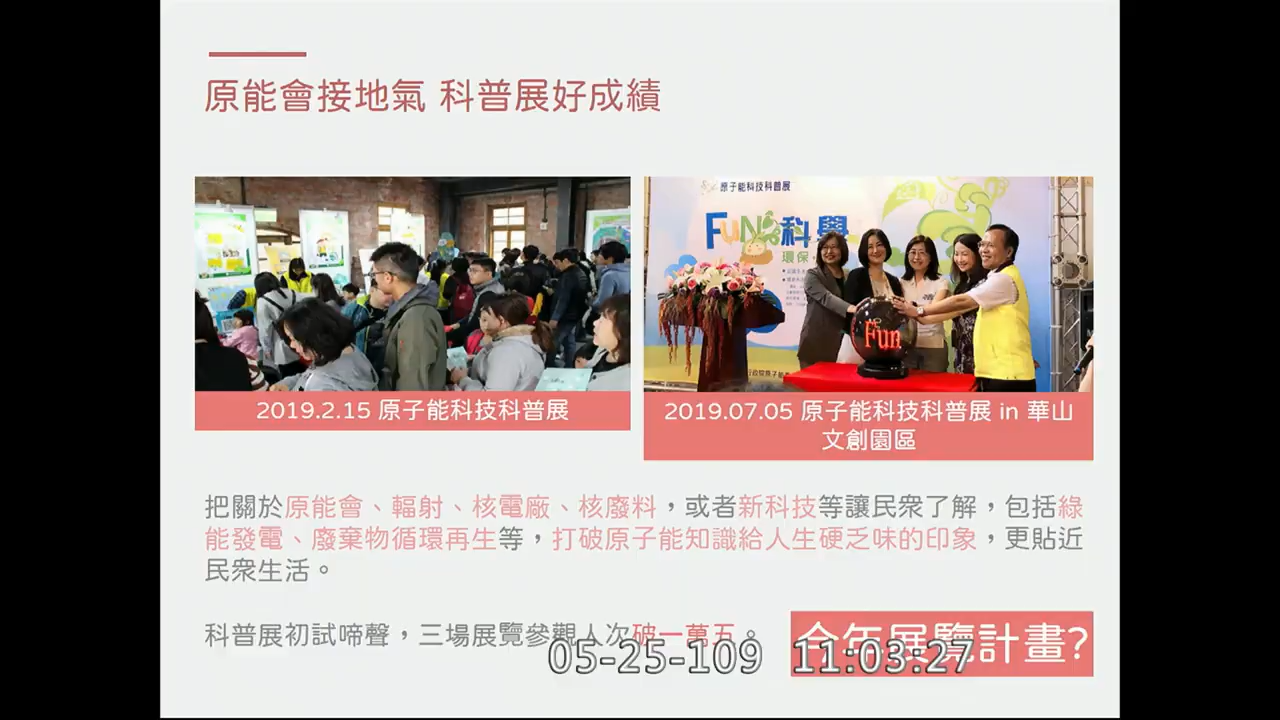 原能會接地氣 科普展好成績
原子能科技科普展
FUN科學
環保
Fun
2019.2.15 原子能科技科普展
2019.07.05 原子能科技科普展 in 華山
文創園區
把關於原能會、輻射、核電廠、核廢料，或者新科技等讓民眾了解，包括綠
能發電、廢棄物循環再生等，打破原子能知識給人生硬乏味的印象，更貼近
民眾生活。
科普展初試啼聲，三場展覽參觀人次破一萬五。
今年展覽計畫?
05-25-109 11:03:27